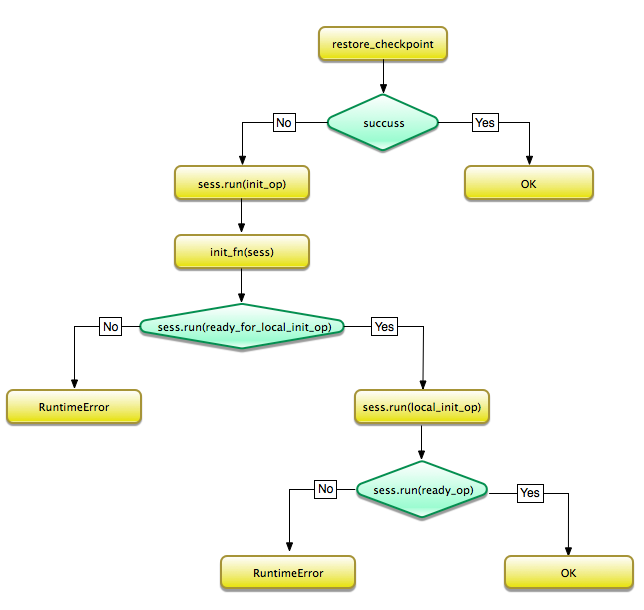 restore_checkpoint
succuss
No
Yes
sess.run(init_op)
OK
init_fn(sess)
No
sess.run(ready_for_local_init_op)
Yes
RuntimeError
sess.run(local_init_op)
No
sess.run(ready_op)
Yes
RuntimeError
OK